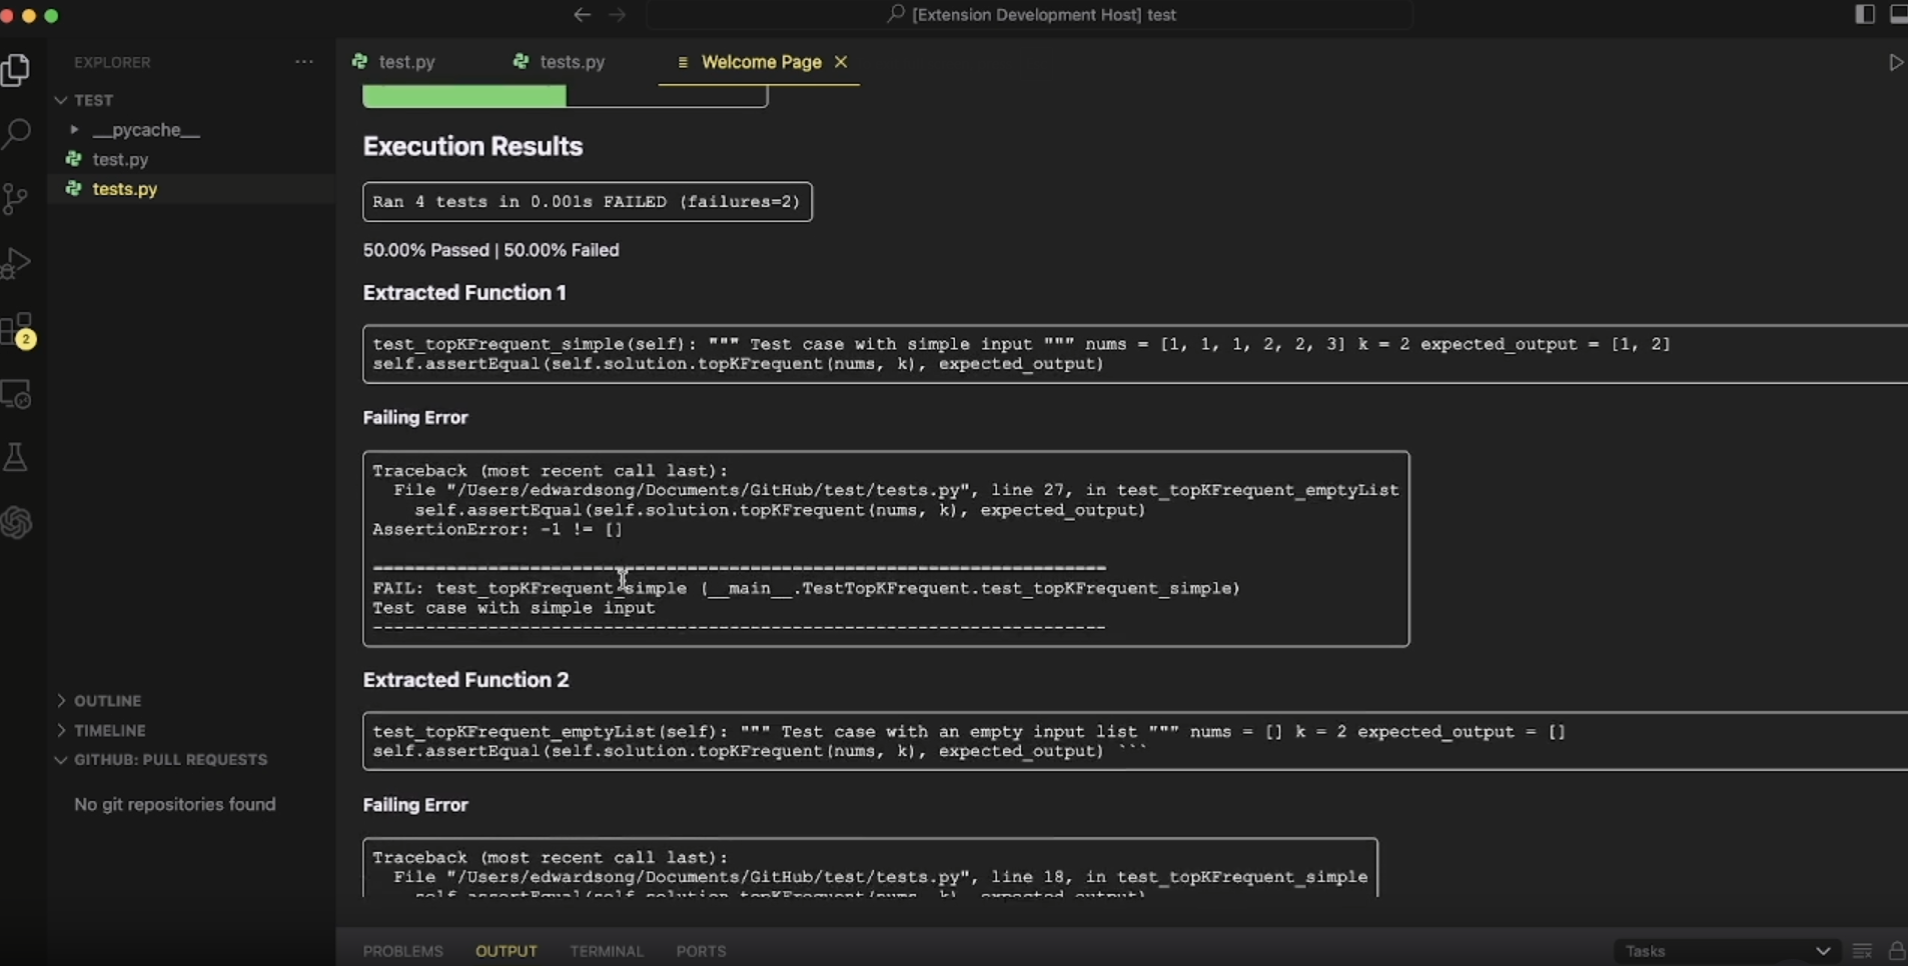 [Extension Development Host] test
EXPLORER
TEST
__pycache__
test.py
tests.py
2
OUTLINE
TIMELINE
GITHUB: PULL REQUESTS
No git repositories found
test.py
tests.py
Welcome Page
Execution Results
Ran 4 tests in 0.001s FAILED (failures=2)
50.00% Passed | 50.00% Failed
Extracted Function 1
test_topKFrequent_simple(self): """ Test case with simple input """ nums = [1, 1, 1, 2, 2, 3] k = 2 expected_output = [1, 2]
self.assertEqual(self.solution.topKFrequent(nums, k), expected_output)
Failing Error
Traceback (most recent call last):
File "/Users/edwardsong/Documents/GitHub/test/tests.py", line 27, in test_topKFrequent_emptyList
self.assertEqual(self.solution.topKFrequent(nums, k), expected_output)
AssertionError: -1 != []
======================================================================
FAIL: test_topKFrequent_simple (__main__.TestTopKFrequent.test_topKFrequent_simple)
Test case with simple input
----------------------------------------------------------------------
Extracted Function 2
test_topKFrequent_emptyList(self): """ Test case with an empty input list """ nums = [] k = 2 expected_output = []
self.assertEqual(self.solution.topKFrequent(nums, k), expected_output) ```
Failing Error
Traceback (most recent call last):
File "/Users/edwardsong/Documents/GitHub/test/tests.py", line 18, in test_topKFrequent_simple
self.assertEqual(self.solution.topKFrequent(nums, k), expected_output)
PROBLEMS
OUTPUT
TERMINAL
PORTS
Tasks